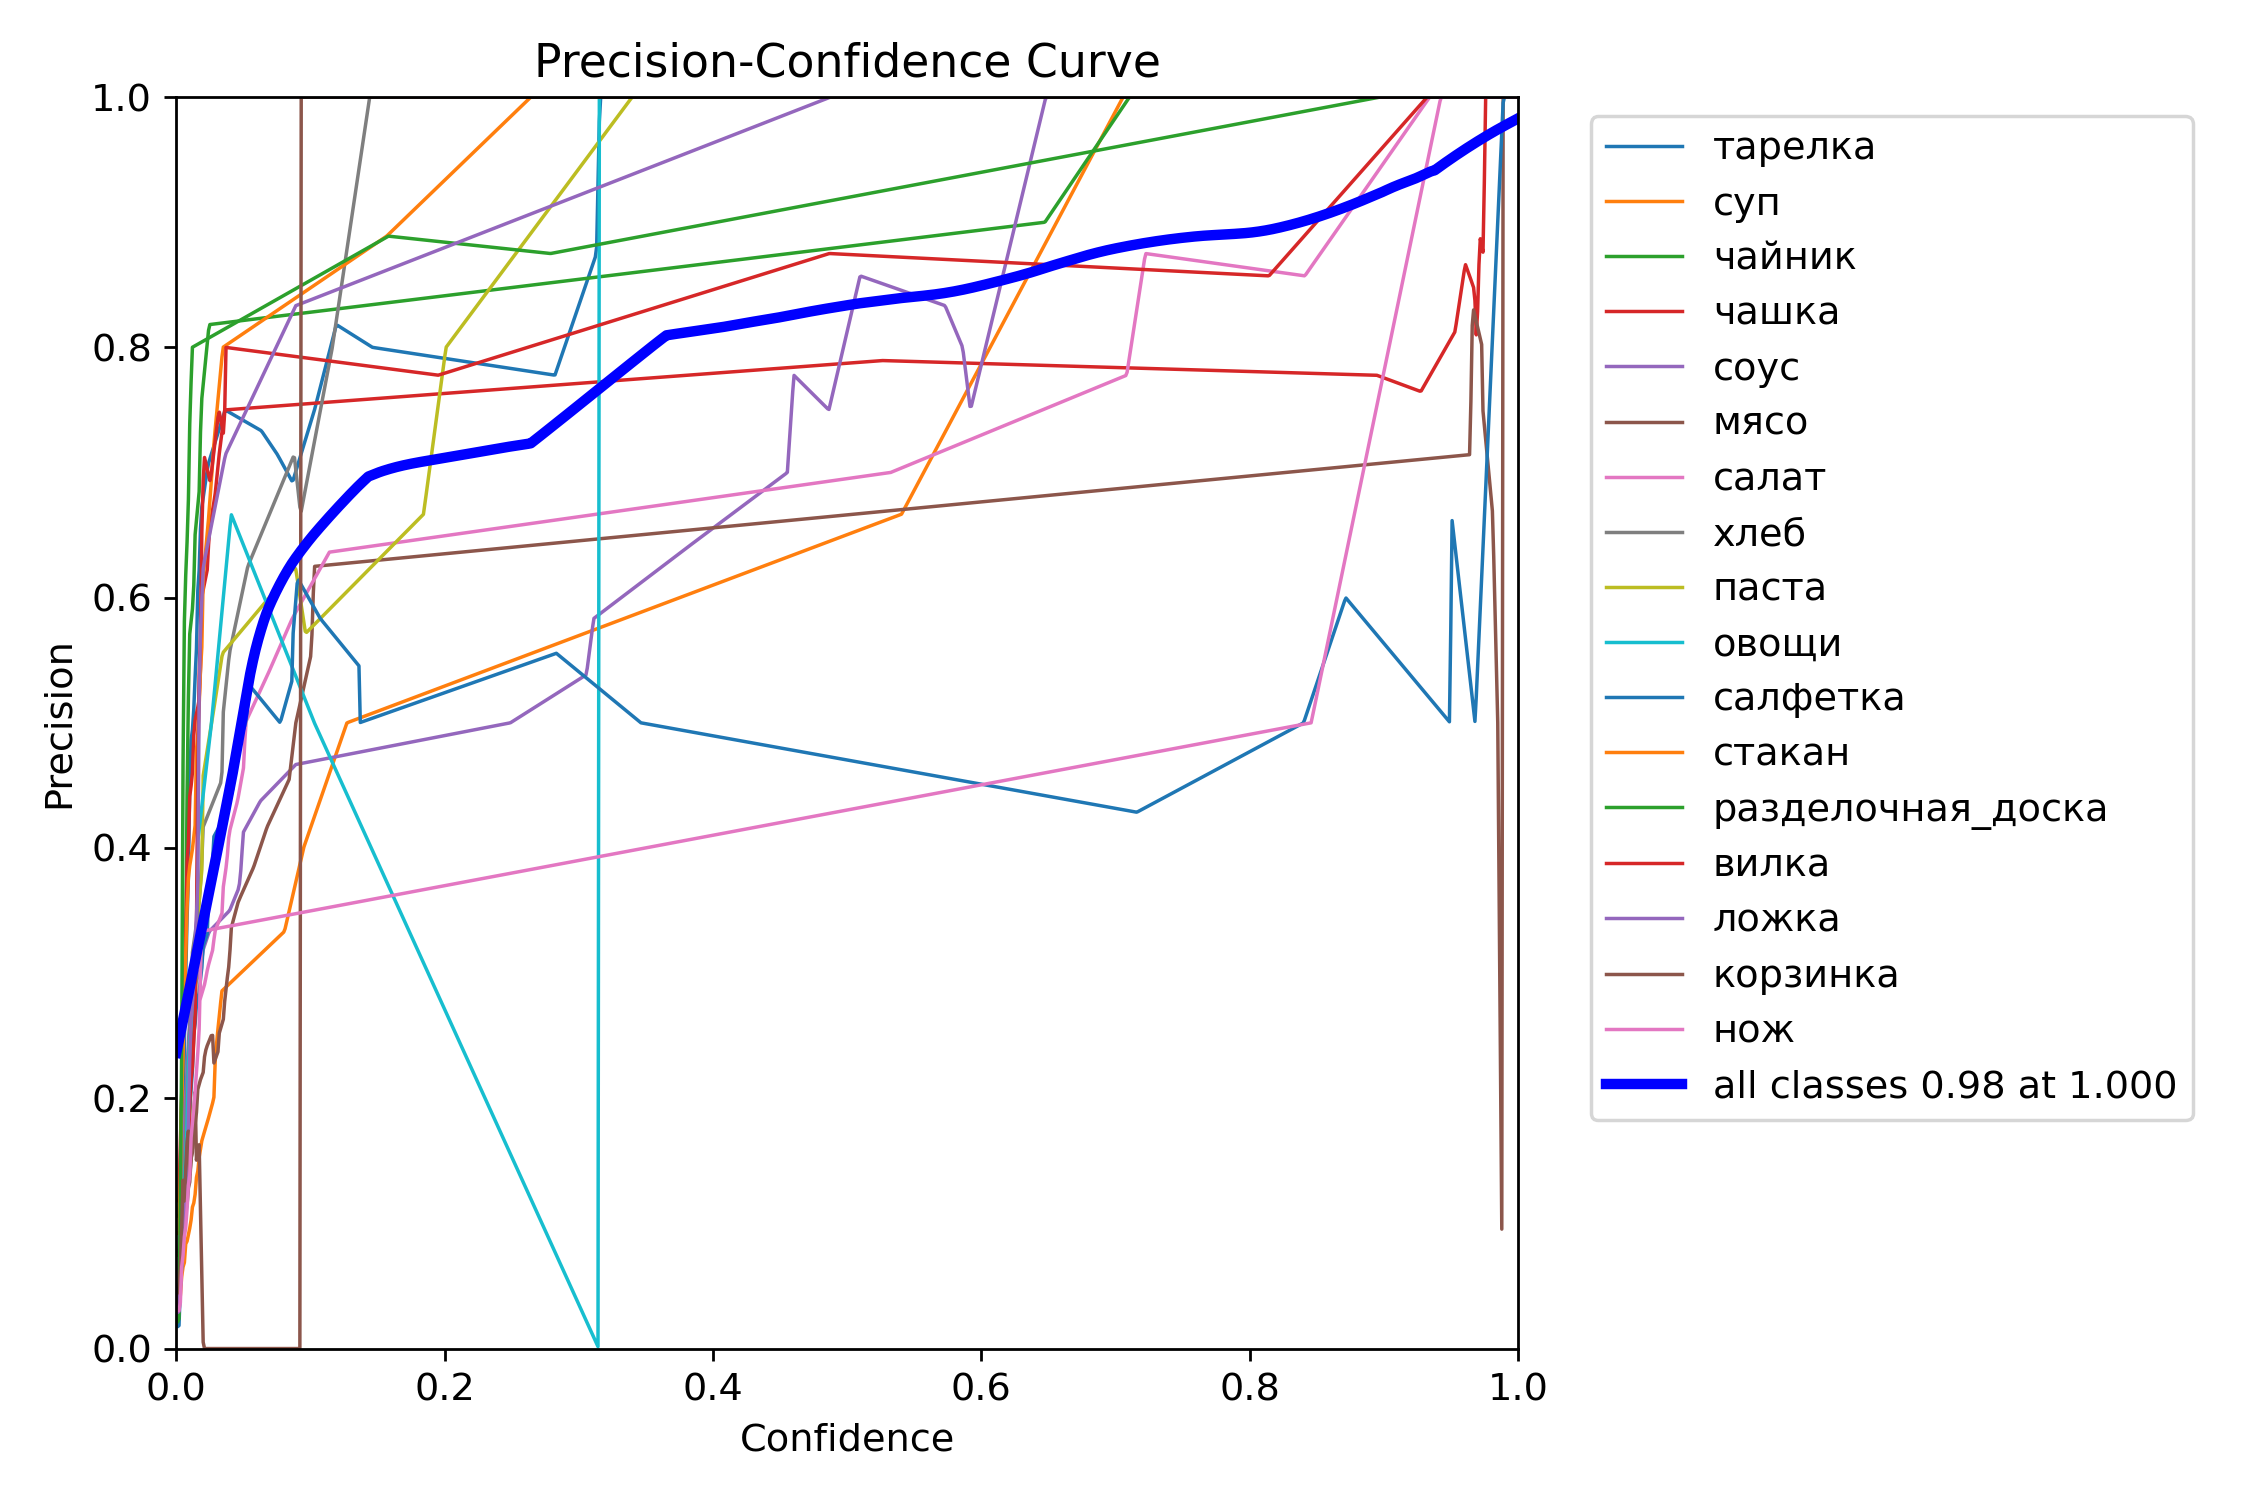 Precision-Confidence Curve
1.0
0.8
0.6
0.4
0.2
0.0
Precision
0.0 0.2 0.4 0.6 0.8 1.0
Confidence
тарелка
суп
чайник
чашка
соус
мясо
салат
хлеб
паста
овощи
салфетка
стакан
разделочная_доска
вилка
ложка
корзинка
нож
all classes 0.98 at 1.000